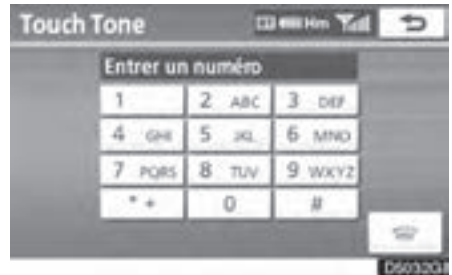 Touch Tone Hm
Entrer un numéro
1 2 ABC 3 DEF
4 GHI 5 JKL 6 MNO
7 PQRS 8 TUV 9 WXYZ
* + 0 #